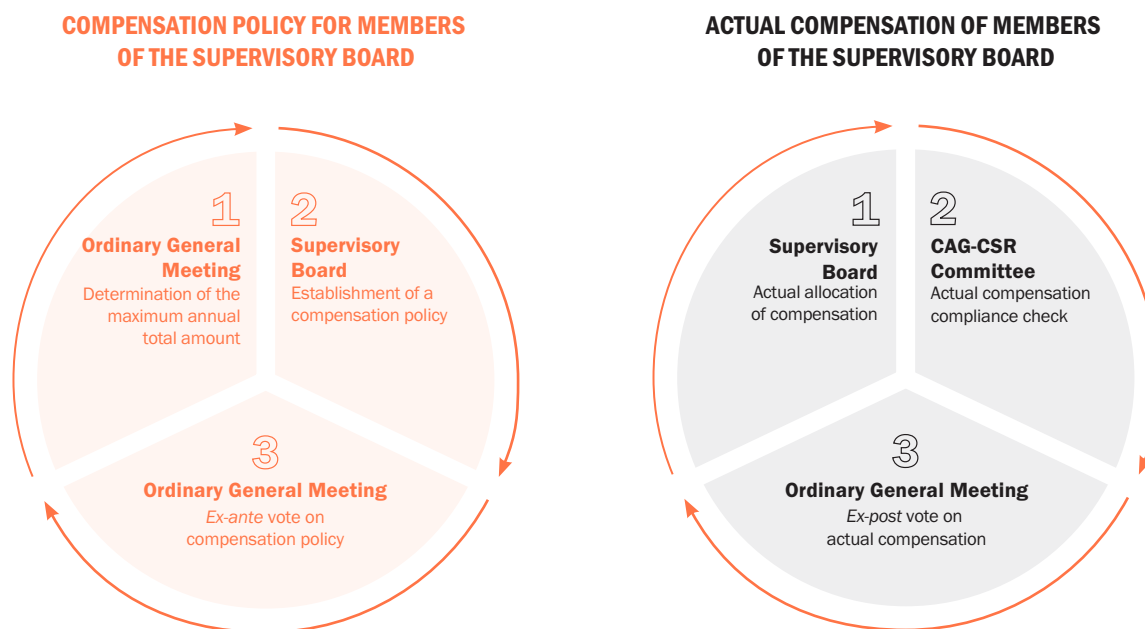 COMPENSATION POLICY FOR MEMBERS
OF THE SUPERVISORY BOARD
1
Ordinary General
Meeting
Determination of the
maximum annual
total amount
2
Supervisory
Board
Establishment of a
compensation policy
3
Ordinary General Meeting
Ex-ante vote on
compensation policy
ACTUAL COMPENSATION OF MEMBERS
OF THE SUPERVISORY BOARD
1
Supervisory
Board
Actual allocation
of compensation
2
CAG-CSR
Committee
Actual compensation
compliance check
3
Ordinary General Meeting
Ex-post vote on
actual compensation